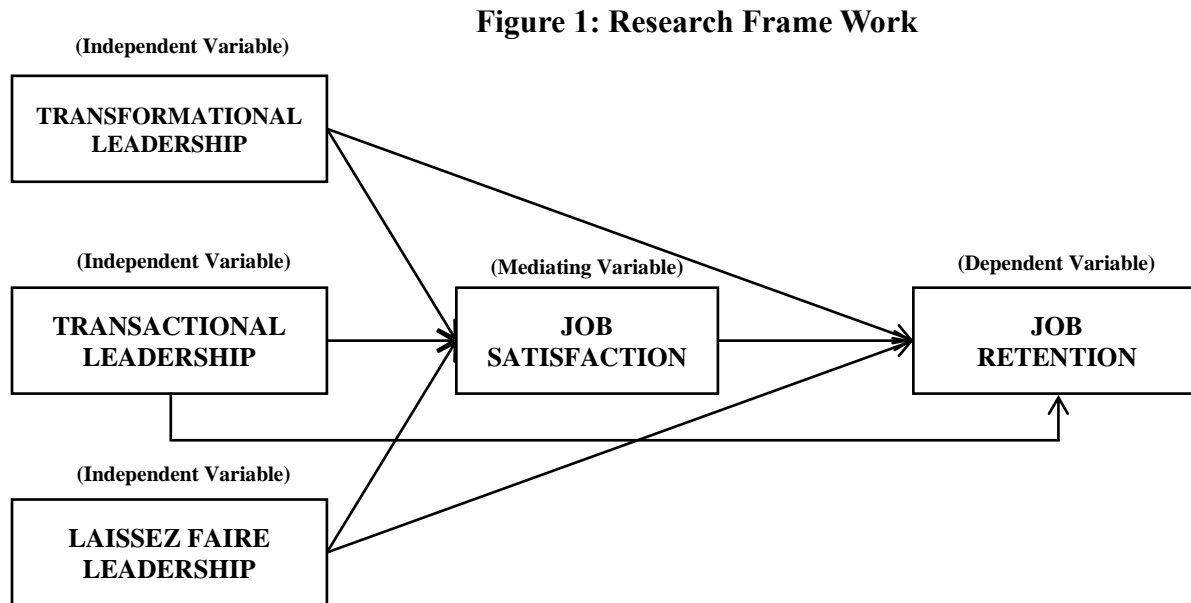 Figure 1: Research Frame Work
(Independent Variable)
TRANSFORMATIONAL
LEADERSHIP
(Independent Variable)
TRANSACTIONAL
LEADERSHIP
(Mediating Variable)
JOB
SATISFACTION
(Dependent Variable)
JOB
RETENTION
(Independent Variable)
LAISSEZ FAIRE
LEADERSHIP